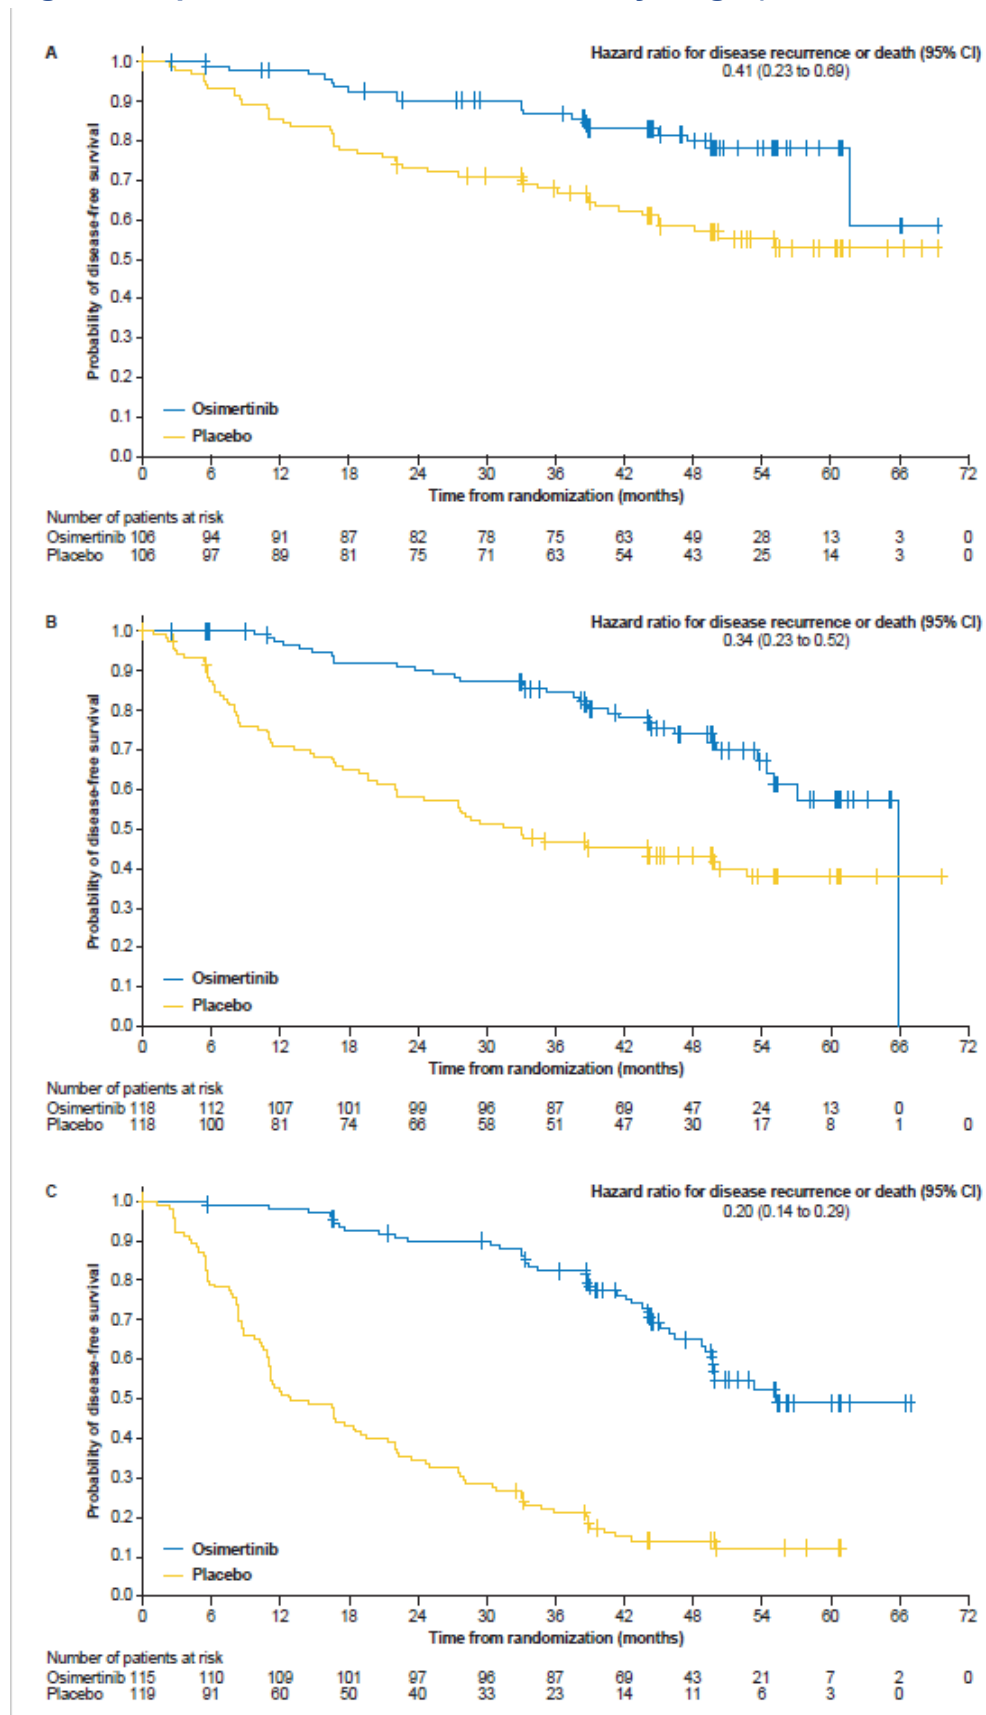 A
Hazard ratio for disease recurrence or death (95% CI)
0.41 (0.23 to 0.69)
Probability of disease-free survival
1.0
0.9
0.8
0.7
0.6
0.5
0.4
0.3
0.2
0.1
0.0
Osimertinib
Placebo
0 6 12 18 24 30 36 42 48 54 60 66 72
Time from randomization (months)
Number of patients at risk
Osimertinib 106 94 91 87 82 78 75 63 49 28 13 3 0
Placebo 106 97 89 81 75 71 63 54 43 25 14 3 0
B
Hazard ratio for disease recurrence or death (95% CI)
0.34 (0.23 to 0.52)
Probability of disease-free survival
1.0
0.9
0.8
0.7
0.6
0.5
0.4
0.3
0.2
0.1
0.0
Osimertinib
Placebo
0 6 12 18 24 30 36 42 48 54 60 66 72
Time from randomization (months)
Number of patients at risk
Osimertinib 118 112 107 101 99 96 87 69 47 24 13 0
Placebo 118 100 81 74 66 58 51 47 30 17 8 1 0
C
Hazard ratio for disease recurrence or death (95% CI)
0.20 (0.14 to 0.29)
Probability of disease-free survival
1.0
0.9
0.8
0.7
0.6
0.5
0.4
0.3
0.2
0.1
0.0
Osimertinib
Placebo
0 6 12 18 24 30 36 42 48 54 60 66 72
Time from randomization (months)
Number of patients at risk
Osimertinib 115 110 109 101 97 96 87 69 43 21 7 2 0
Placebo 119 91 60 50 40 33 23 14 11 6 3 0